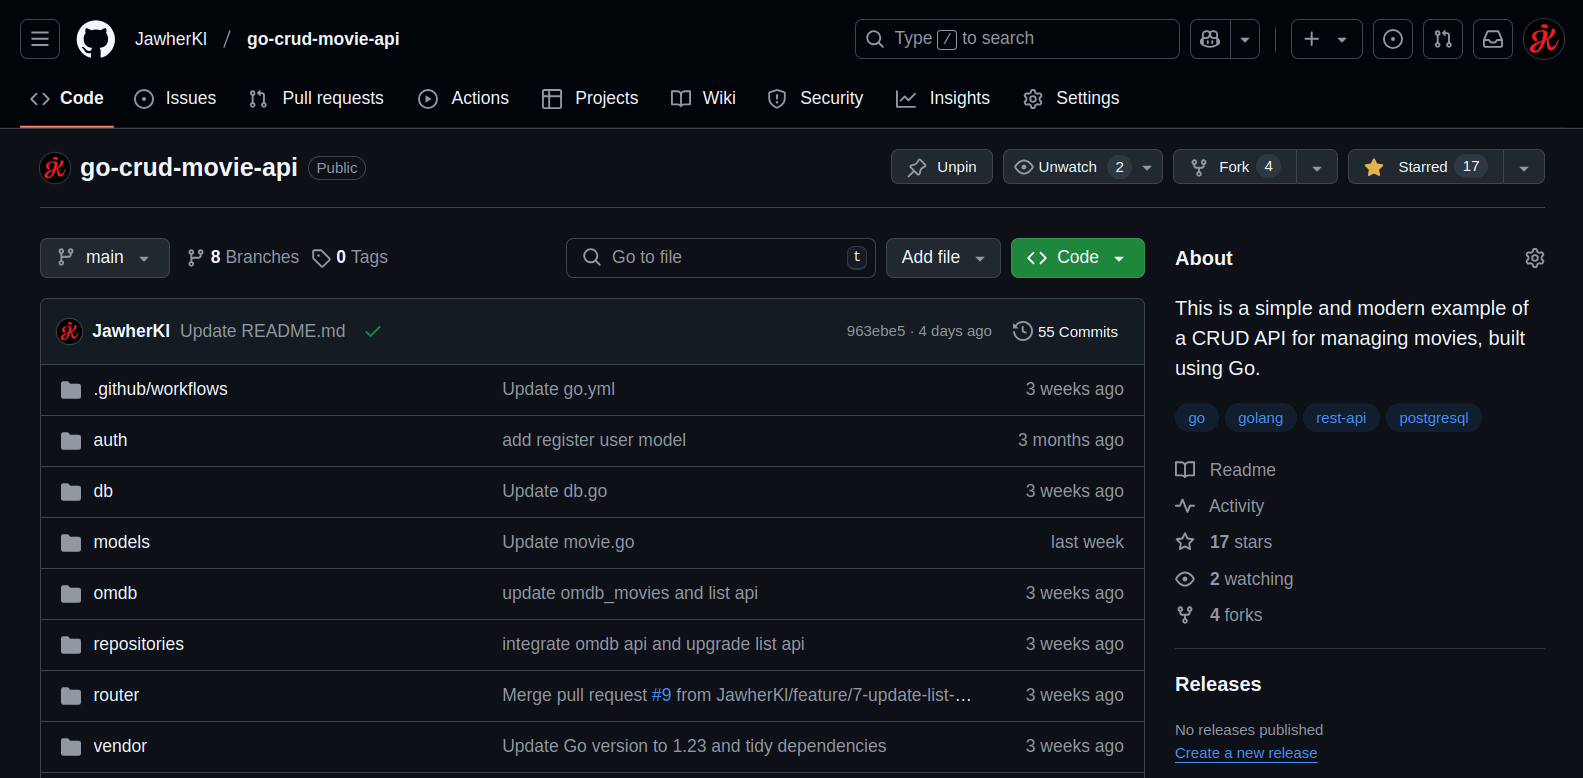 JawherKl / go-crud-movie-api
Type / to search
Code Issues Pull requests Actions Projects Wiki Security Insights Settings
go-crud-movie-api Public
Unpin Unwatch 2 Fork 4 Starred 17
main 8 Branches 0 Tags Go to file t Add file Code
JawherKl Update README.md 963ebe5 · 4 days ago 55 Commits
.github/workflows Update go.yml 3 weeks ago
auth add register user model 3 months ago
db Update db.go 3 weeks ago
models Update movie.go last week
omdb update omdb_movies and list api 3 weeks ago
repositories integrate omdb api and upgrade list api 3 weeks ago
router Merge pull request #9 from JawherKl/feature/7-update-list-... 3 weeks ago
vendor Update Go version to 1.23 and tidy dependencies 3 weeks ago
About
This is a simple and modern example of
a CRUD API for managing movies, built
using Go.
go golang rest-api postgresql
Readme
Activity
17 stars
2 watching
4 forks
Releases
No releases published
Create a new release